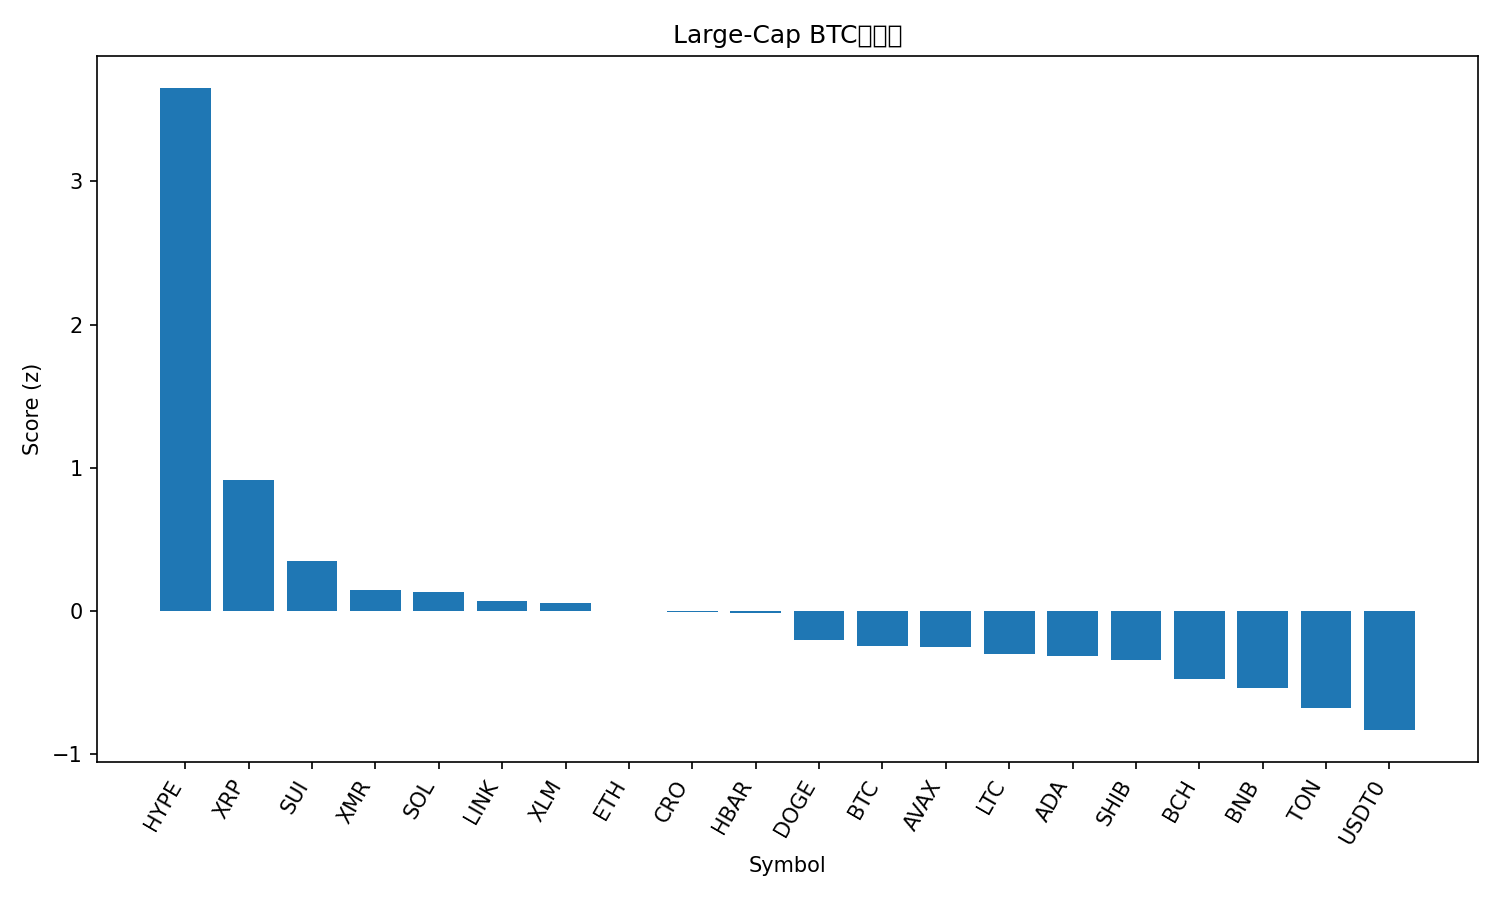 Large-Cap BTC
Score (z)
3
2
1
0
−1
HYPE
XRP
SUI
XMR
SOL
LINK
XLM
ETH
CRO
HBAR
DOGE
BTC
AVAX
LTC
ADA
SHIB
BCH
BNB
TON
USDT0
Symbol